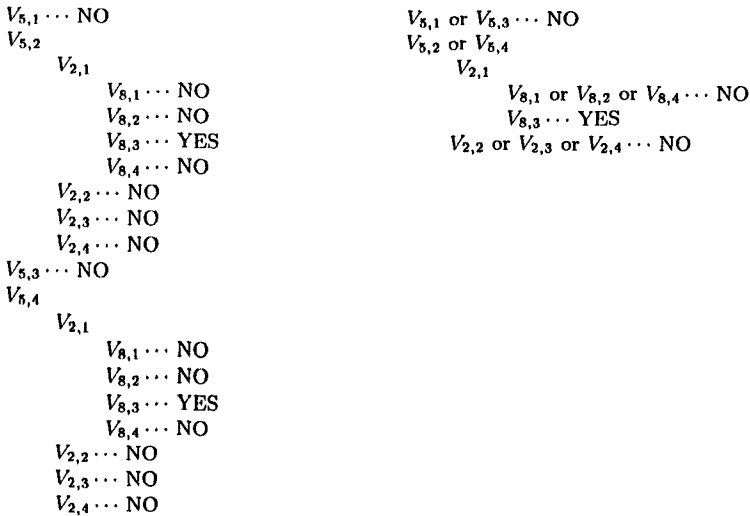 V5,1 ··· NO
V5,2
V2,1
V8,1 ··· NO
V8,2 ··· NO
V8,3 ··· YES
V8,4 ··· NO
V2,2 ··· NO
V2,3 ··· NO
V2,4 ··· NO
V5,3 ··· NO
V5,4
V2,1
V8,1 ··· NO
V8,2 ··· NO
V8,3 ··· YES
V8,4 ··· NO
V2,2 ··· NO
V2,3 ··· NO
V2,4 ··· NO
V5,1 or V5,3 ··· NO
V5,2 or V5,4
V2,1
V8,1 or V8,2 or V8,4 ··· NO
V8,3 ··· YES
V2,2 or V2,3 or V2,4 ··· NO